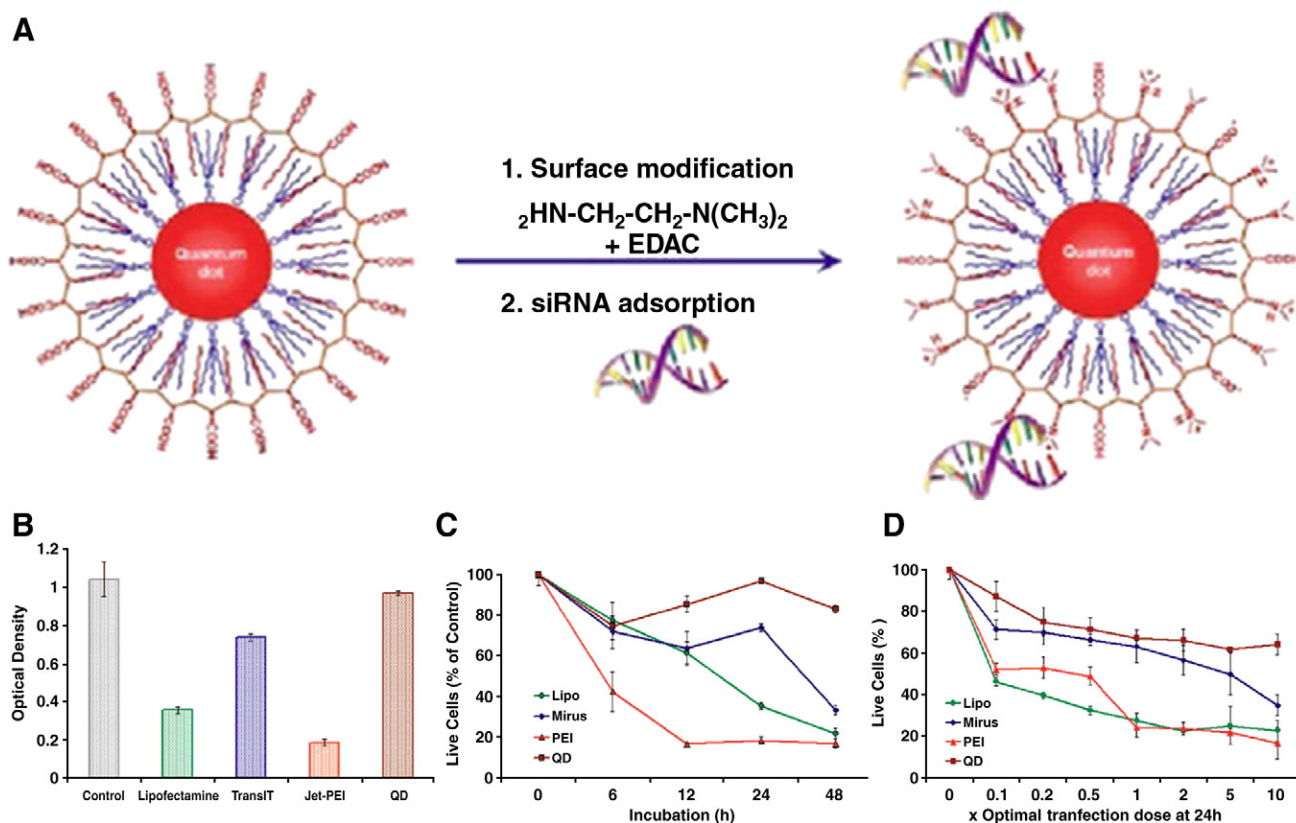 A
Quantum
dot
1. Surface modification
₂HN-CH₂-CH₂-N(CH₃)₂
+ EDAC
2. siRNA adsorption
Quantum
dot
B
Optical Density
1.2
1
0.8
0.6
0.4
0.2
0
Control Lipofectamine TransIT Jet-PEI QD
C
Live Cells (% of Control)
100
80
60
40
20
0
Lipo
Mirus
PEI
QD
0 6 12 24 48
Incubation (h)
D
Live Cells (%)
100
80
60
40
20
0
Lipo
Mirus
PEI
QD
0 0.1 0.2 0.5 1 2 5 10
x Optimal tranfection dose at 24h